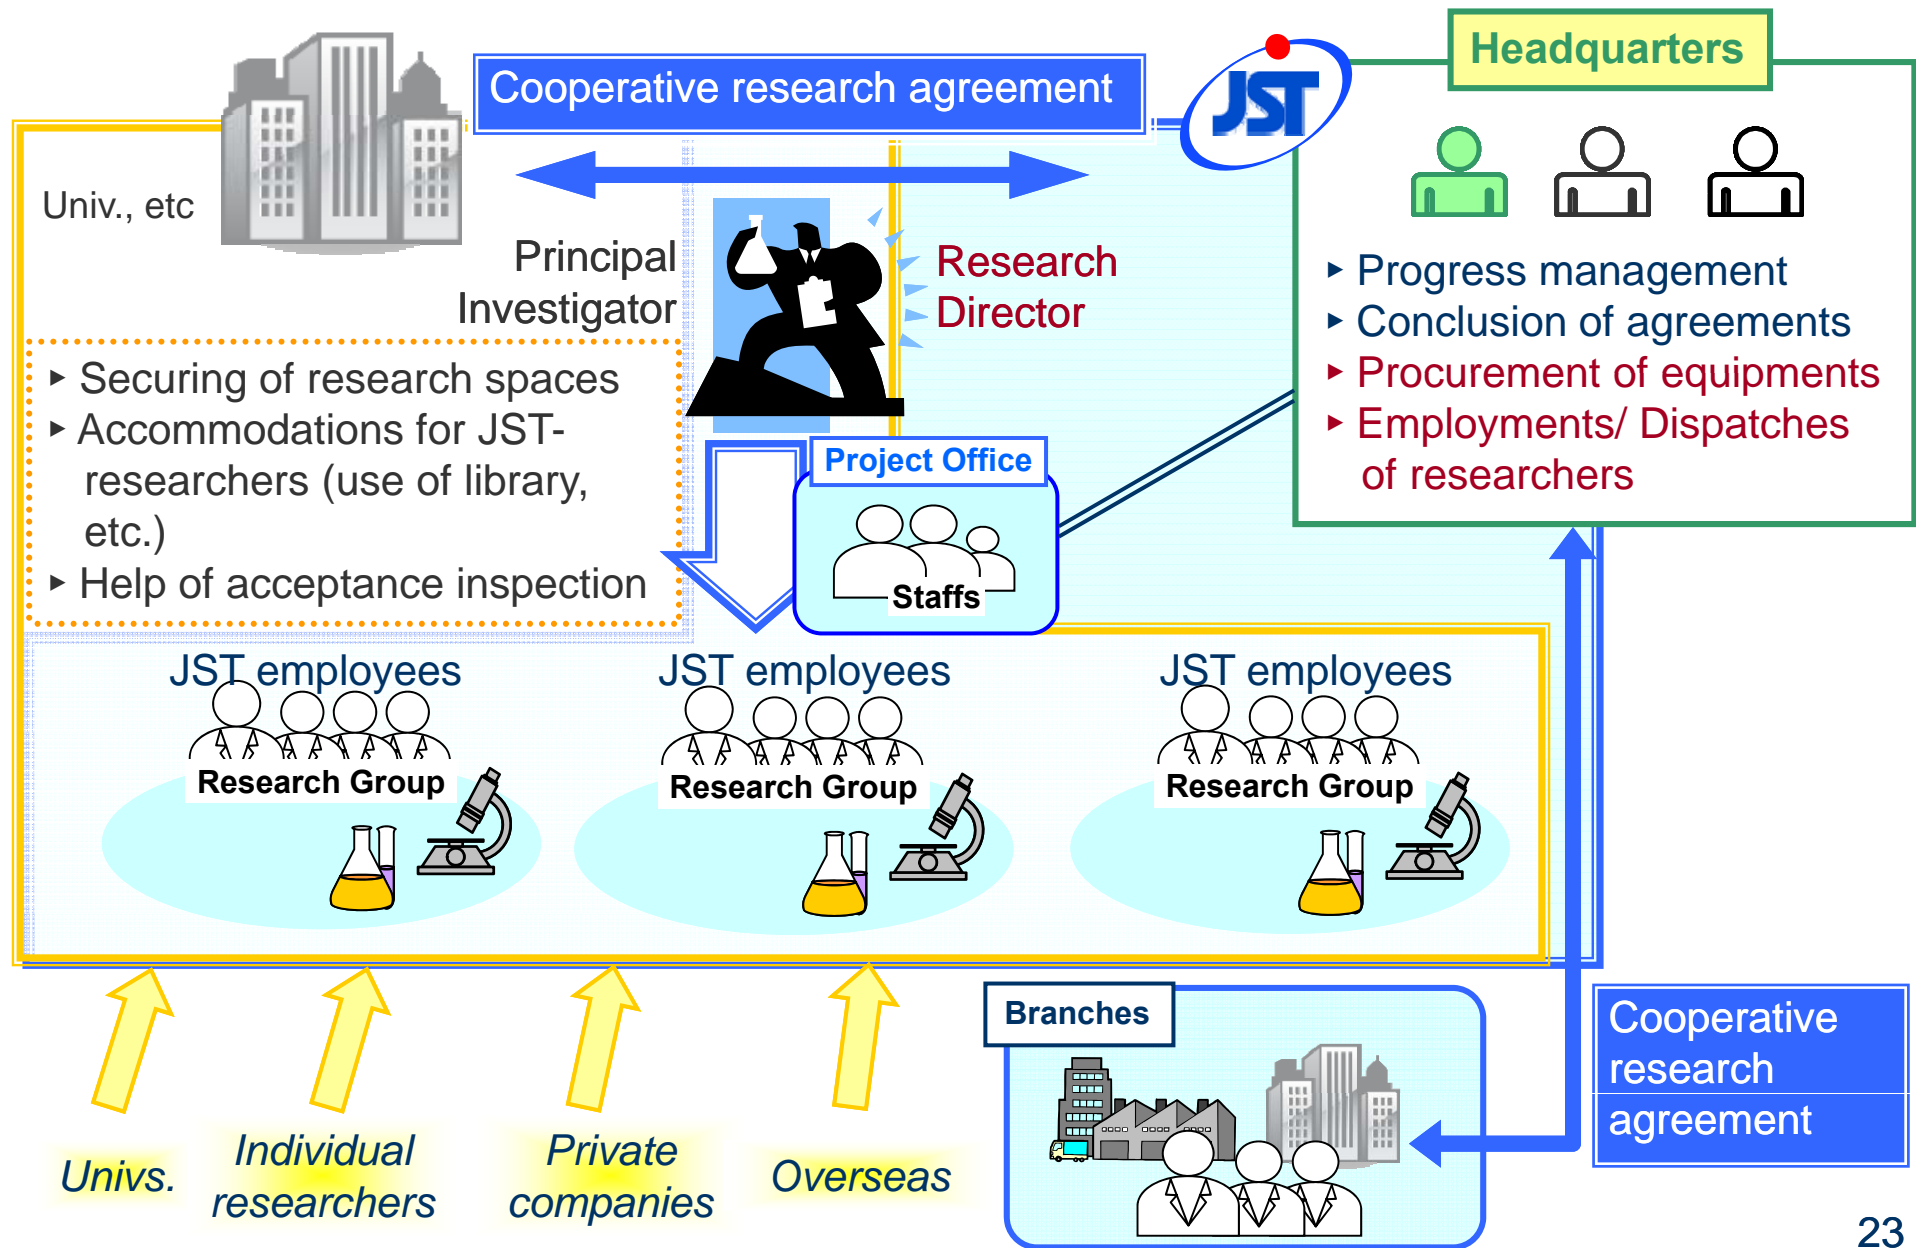 Headquarters
Cooperative research agreement
JST
Univ., etc
Principal
Investigator
Research
Director
‣ Progress management
‣ Conclusion of agreements
‣ Procurement of equipments
‣ Employments/ Dispatches
of researchers
‣ Securing of research spaces
‣ Accommodations for JST-
researchers (use of library,
etc.)
‣ Help of acceptance inspection
Project Office
Staffs
JST employees
Research Group
JST employees
Research Group
JST employees
Research Group
Branches
Cooperative
research
agreement
Univs.
Individual
researchers
Private
companies
Overseas
23